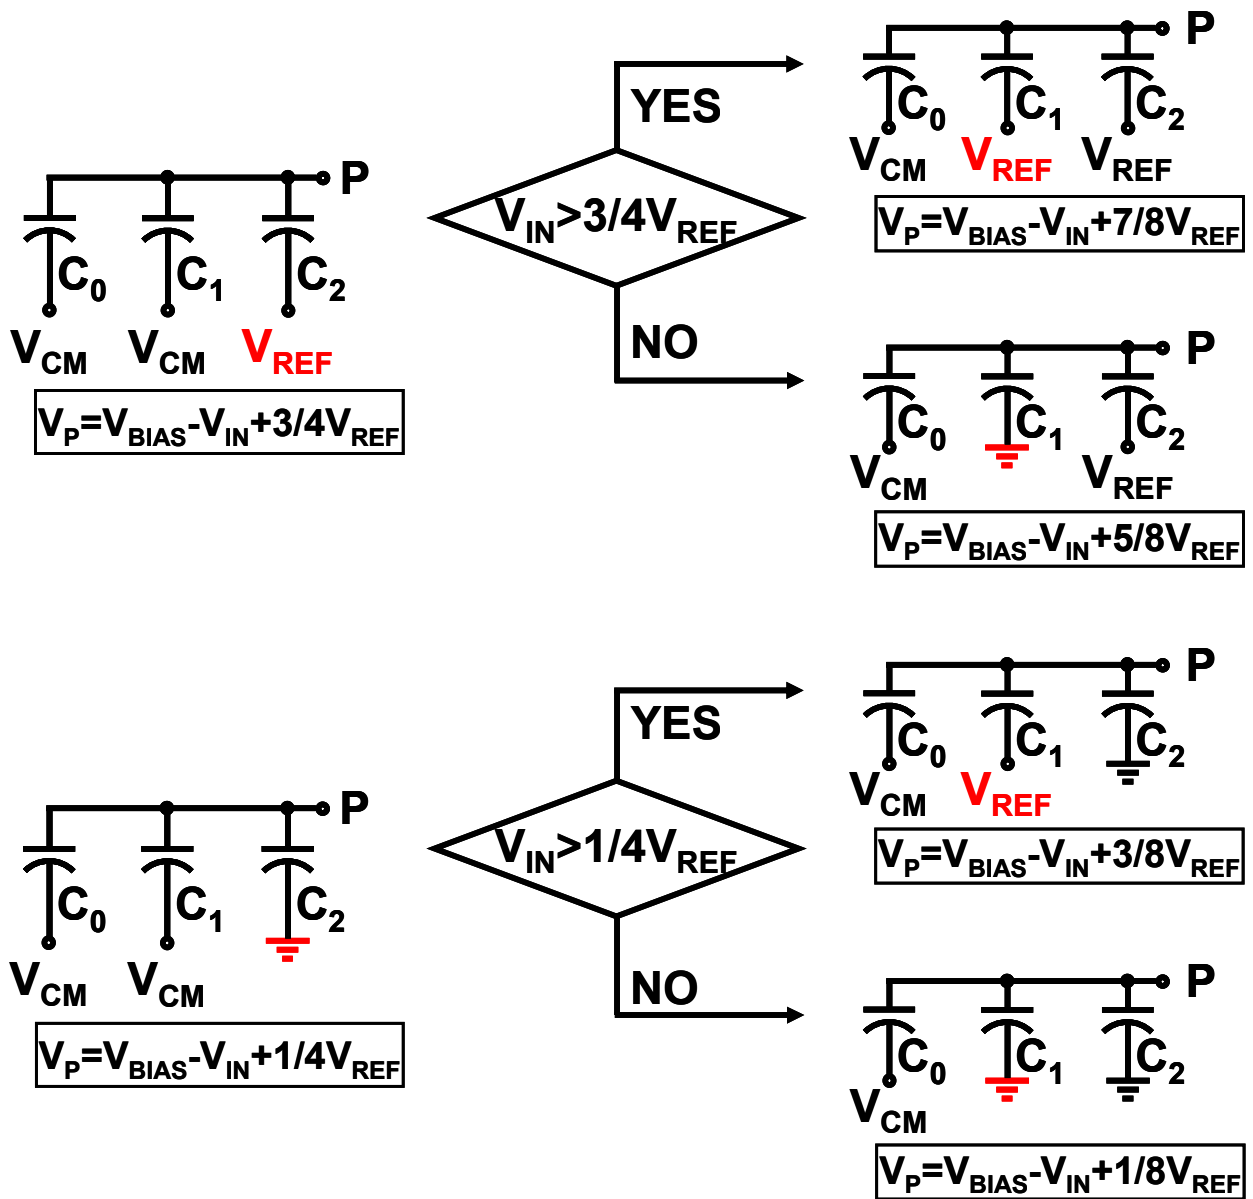 P
C0 C1 C2
VCM VCM VREF
VP=VBIAS-VIN+3/4VREF
YES
VIN>3/4VREF
NO
P
C0 C1 C2
VCM VREF VREF
VP=VBIAS-VIN+7/8VREF
P
C0 C1 C2
VCM VREF
VP=VBIAS-VIN+5/8VREF
P
C0 C1 C2
VCM VCM
VP=VBIAS-VIN+1/4VREF
YES
VIN>1/4VREF
NO
P
C0 C1 C2
VCM VREF
VP=VBIAS-VIN+3/8VREF
P
C0 C1 C2
VCM
VP=VBIAS-VIN+1/8VREF